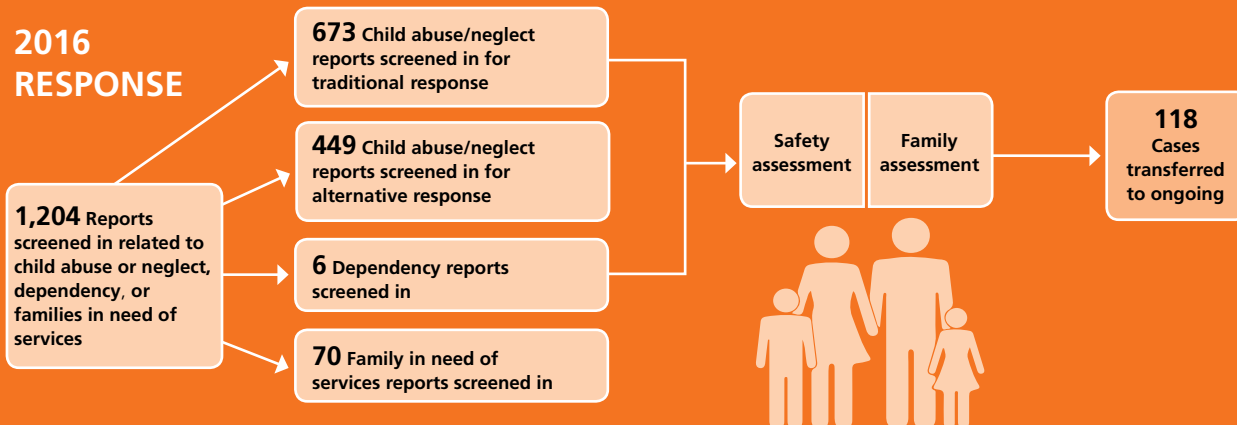 2016
RESPONSE
1,204 Reports
screened in related to
child abuse or neglect,
dependency, or
families in need of
services
673 Child abuse/neglect
reports screened in for
traditional response
449 Child abuse/neglect
reports screened in for
alternative response
6 Dependency reports
screened in
70 Family in need of
services reports screened in
Safety
assessment
Family
assessment
118
Cases
transferred
to ongoing